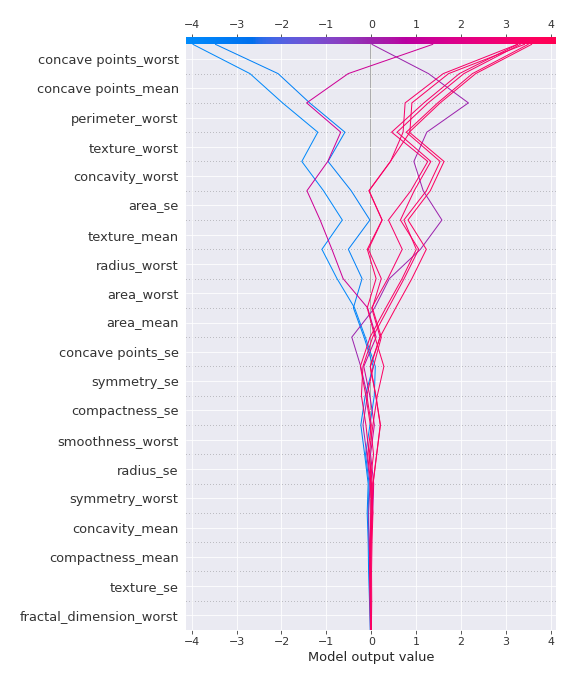 −4 −3 −2 −1 0 1 2 3 4
concave points_worst
concave points_mean
perimeter_worst
texture_worst
concavity_worst
area_se
texture_mean
radius_worst
area_worst
area_mean
concave points_se
symmetry_se
compactness_se
smoothness_worst
radius_se
symmetry_worst
concavity_mean
compactness_mean
texture_se
fractal_dimension_worst
−4 −3 −2 −1 0 1 2 3 4
Model output value